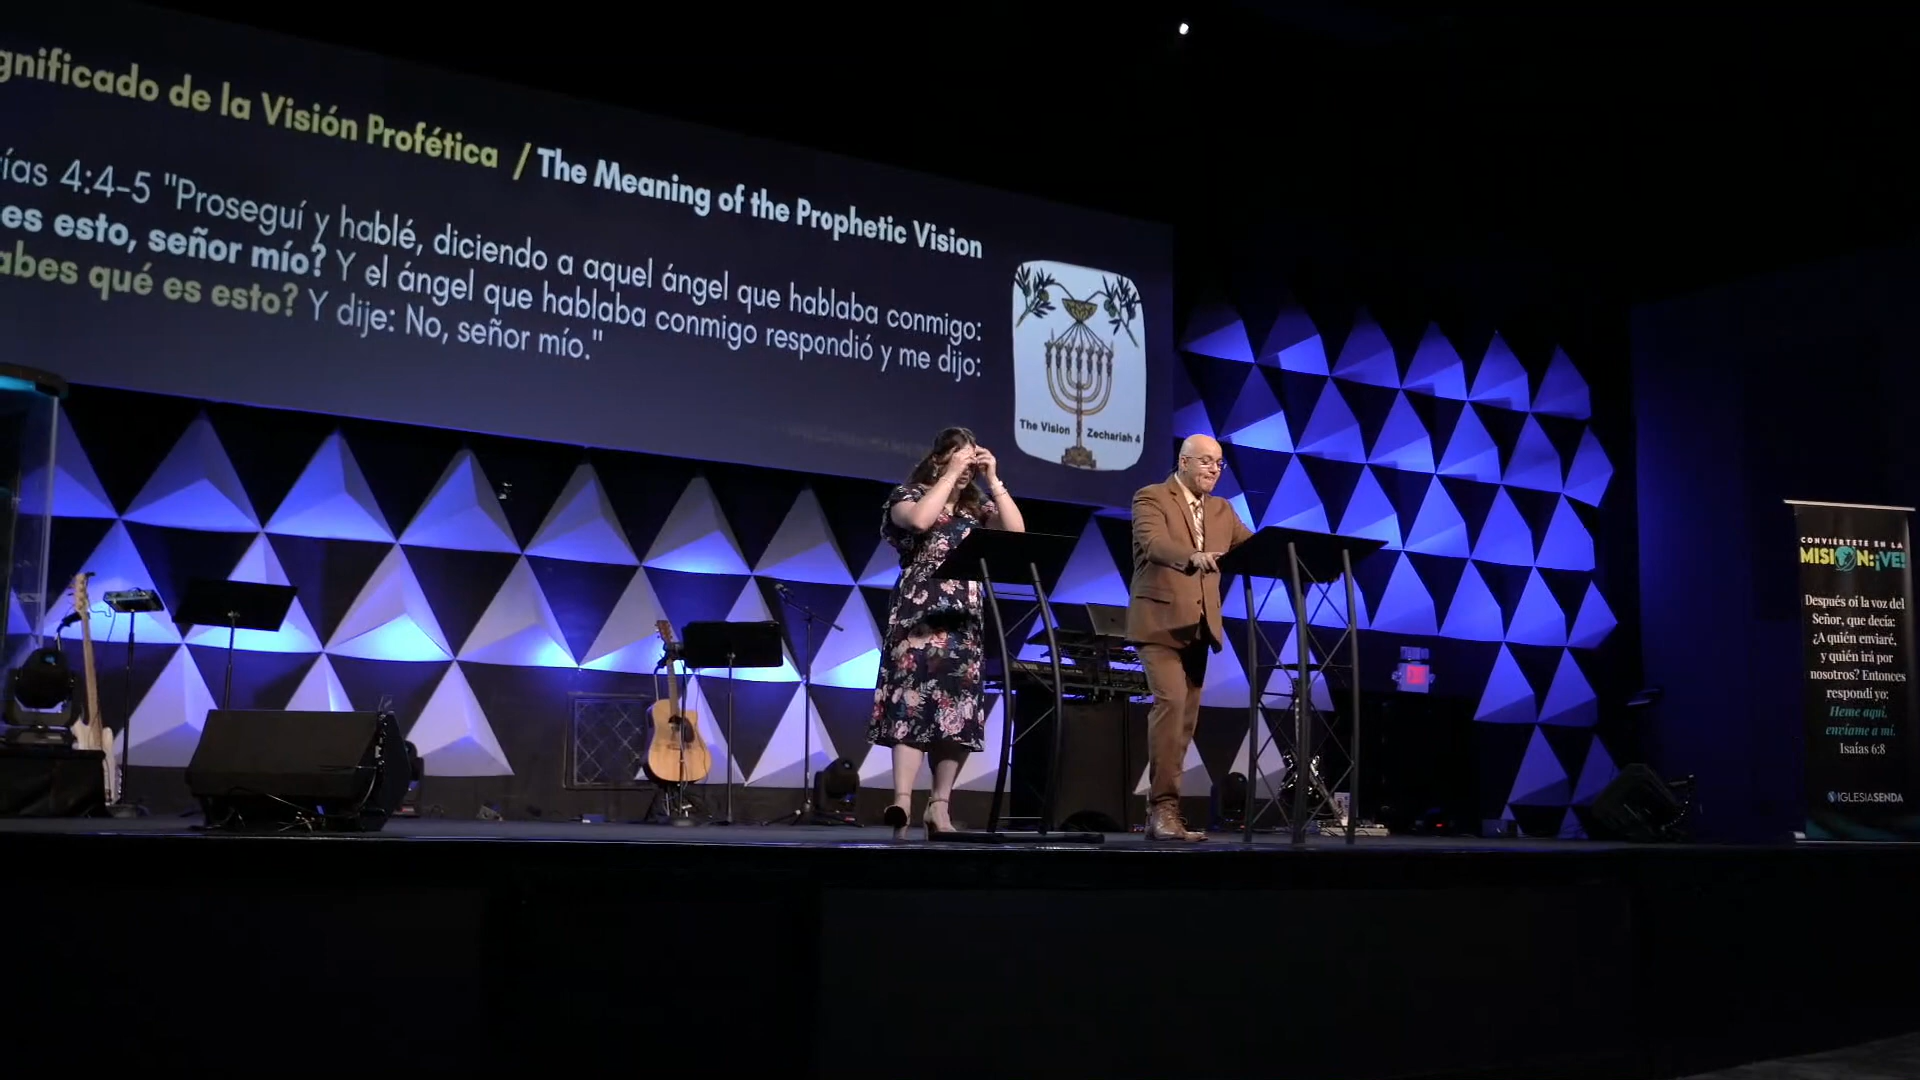 gnificado de la Visión Profética / The Meaning of the Prophetic Vision
ías 4:4-5 "Proseguí y hablé, diciendo a aquel ángel que hablaba conmigo:
es esto, señor mío? Y el ángel que hablaba conmigo respondió y me dijo:
abes qué es esto? Y dije: No, señor mío."
The Vision Zechariah 4
CONVIÉRTETE EN LA
MISION:¡VE!
Después oí la voz del
Señor, que decía:
¿A quién enviaré,
y quién irá por
nosotros? Entonces
respondí yo:
Heme aquí,
envíame a mí.
Isaías 6:8
IGLESIASENDA